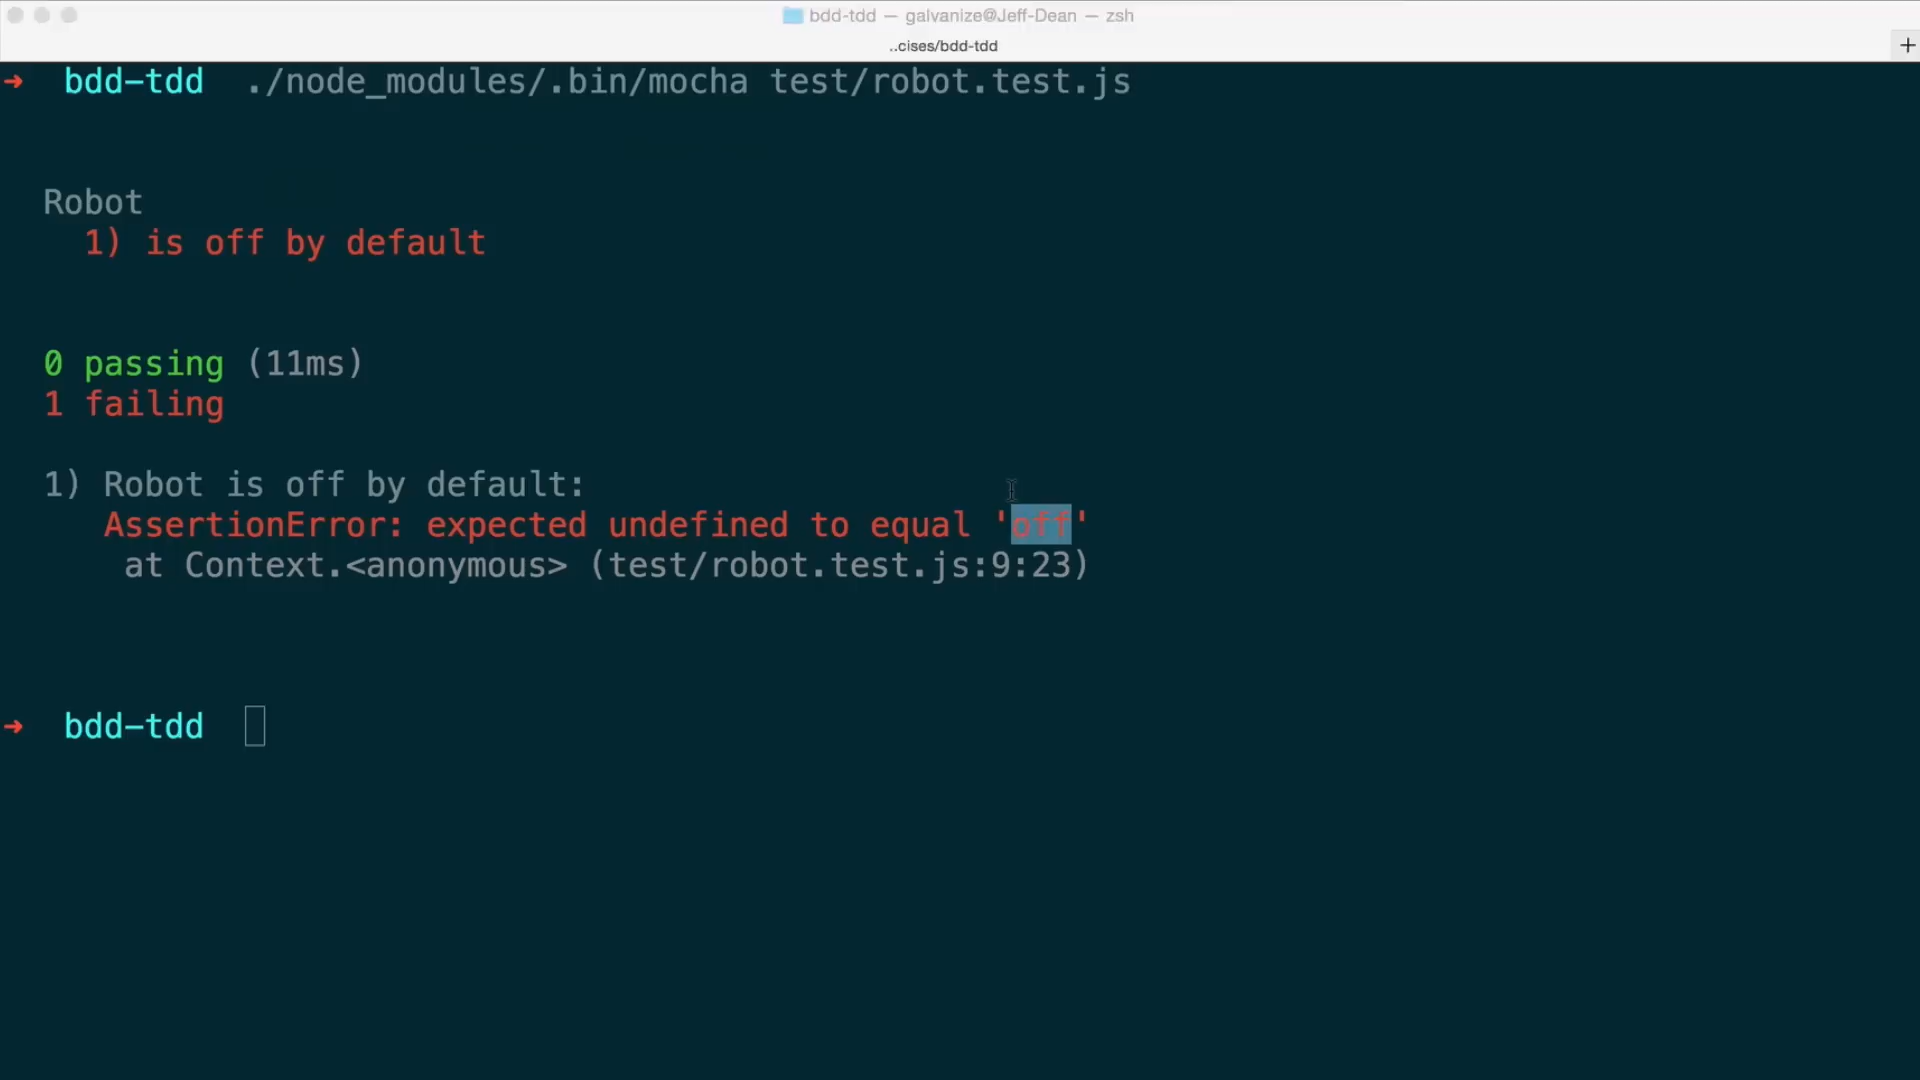 bdd-tdd — galvanize@Jeff-Dean — zsh
..cises/bdd-tdd +
➜ bdd-tdd ./node_modules/.bin/mocha test/robot.test.js
Robot
1) is off by default
0 passing (11ms)
1 failing
1) Robot is off by default:
AssertionError: expected undefined to equal 'off'
at Context.<anonymous> (test/robot.test.js:9:23)
➜ bdd-tdd